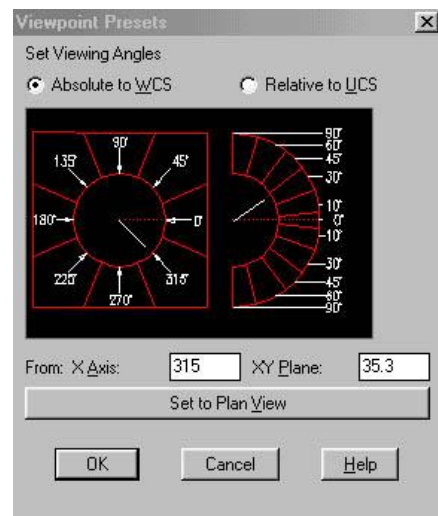 Viewpoint Presets
Set Viewing Angles
Absolute to WCS Relative to UCS
90°
135° 45°
180° 0°
225° 315°
270°
90°
60°
45°
30°
10°
0°
-10°
-30°
-45°
-60°
-90°
From: X Axis: 315 XY Plane: 35.3
Set to Plan View
OK Cancel Help